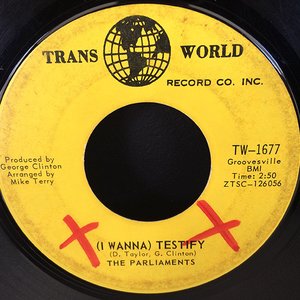 TRANS WORLD
RECORD CO. INC.
TW-1677
Produced by
George Clinton
Arranged by
Mike Terry
Groovesville
BMI
Time: 2:50
ZTSC-126056
(I WANNA) TESTIFY
(D. Taylor, G. Clinton)
THE PARLIAMENTS